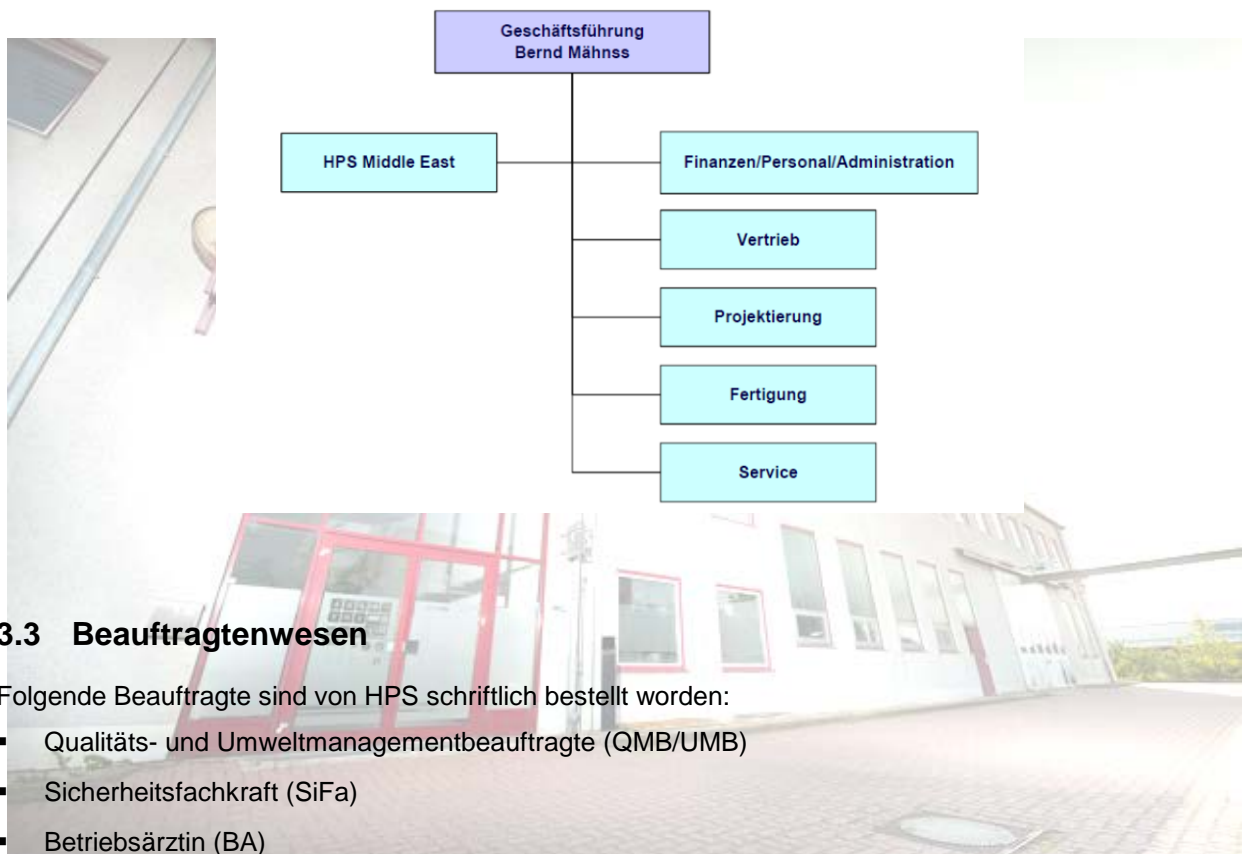 Geschäftsführung
Bernd Mähnss
HPS Middle East
Finanzen/Personal/Administration
Vertrieb
Projektierung
Fertigung
Service
3.3 Beauftragtenwesen
Folgende Beauftragte sind von HPS schriftlich bestellt worden:
▪ Qualitäts- und Umweltmanagementbeauftragte (QMB/UMB)
▪ Sicherheitsfachkraft (SiFa)
▪ Betriebsärztin (BA)